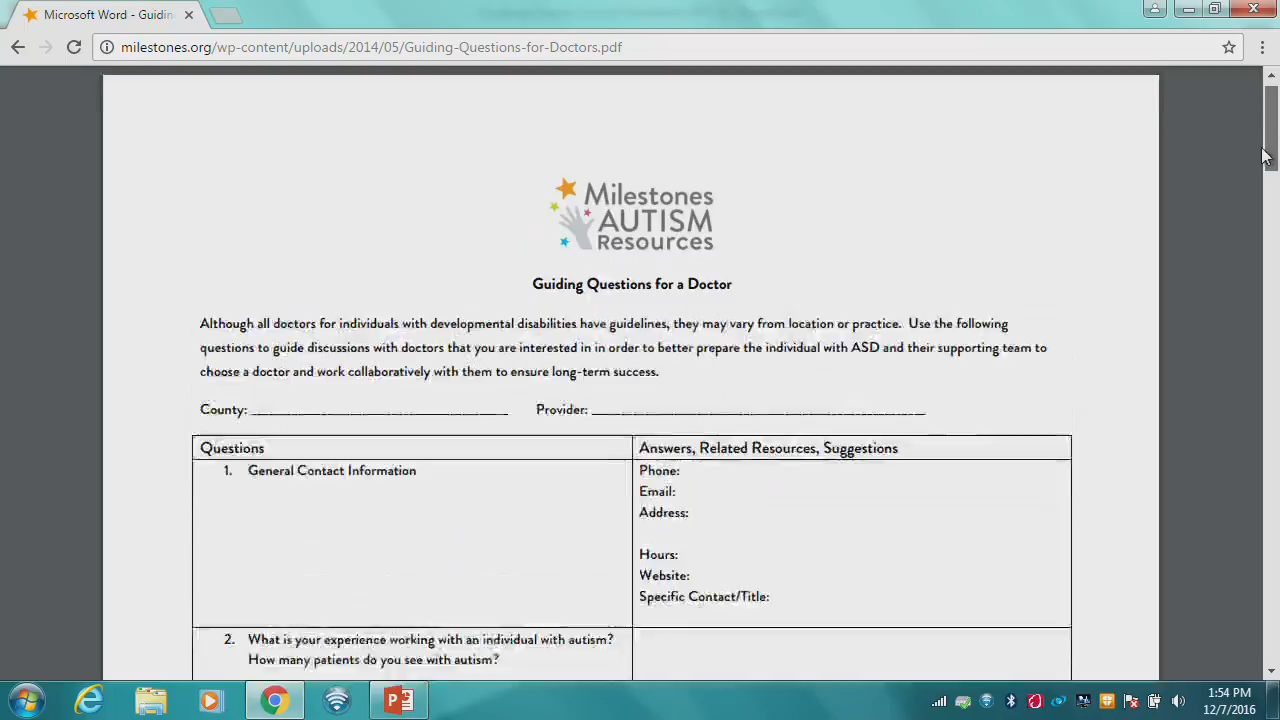 Microsoft Word - Guidin
milestones.org/wp-content/uploads/2014/05/Guiding-Questions-for-Doctors.pdf
Milestones
AUTISM
Resources
Guiding Questions for a Doctor
Although all doctors for individuals with developmental disabilities have guidelines, they may vary from location or practice. Use the following
questions to guide discussions with doctors that you are interested in in order to better prepare the individual with ASD and their supporting team to
choose a doctor and work collaboratively with them to ensure long-term success.
County: Provider:
Questions Answers, Related Resources, Suggestions
1. General Contact Information Phone:
Email:
Address:
Hours:
Website:
Specific Contact/Title:
2. What is your experience working with an individual with autism?
How many patients do you see with autism?
1:54 PM
12/7/2016